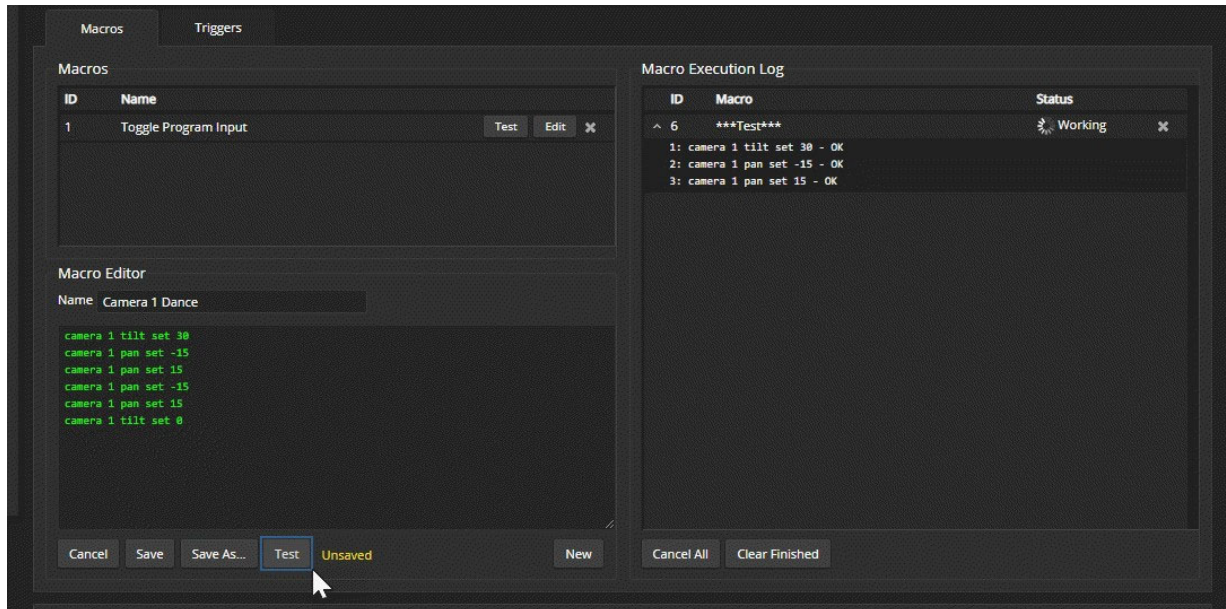 Macros Triggers
Macros
ID Name
1 Toggle Program Input Test Edit
Macro Editor
Name Camera 1 Dance
camera 1 tilt set 30
camera 1 pan set -15
camera 1 pan set 15
camera 1 pan set -15
camera 1 pan set 15
camera 1 tilt set 0
Cancel Save Save As... Test Unsaved New
Macro Execution Log
ID Macro Status
6 ***Test*** Working
1: camera 1 tilt set 30 - OK
2: camera 1 pan set -15 - OK
3: camera 1 pan set 15 - OK
Cancel All Clear Finished